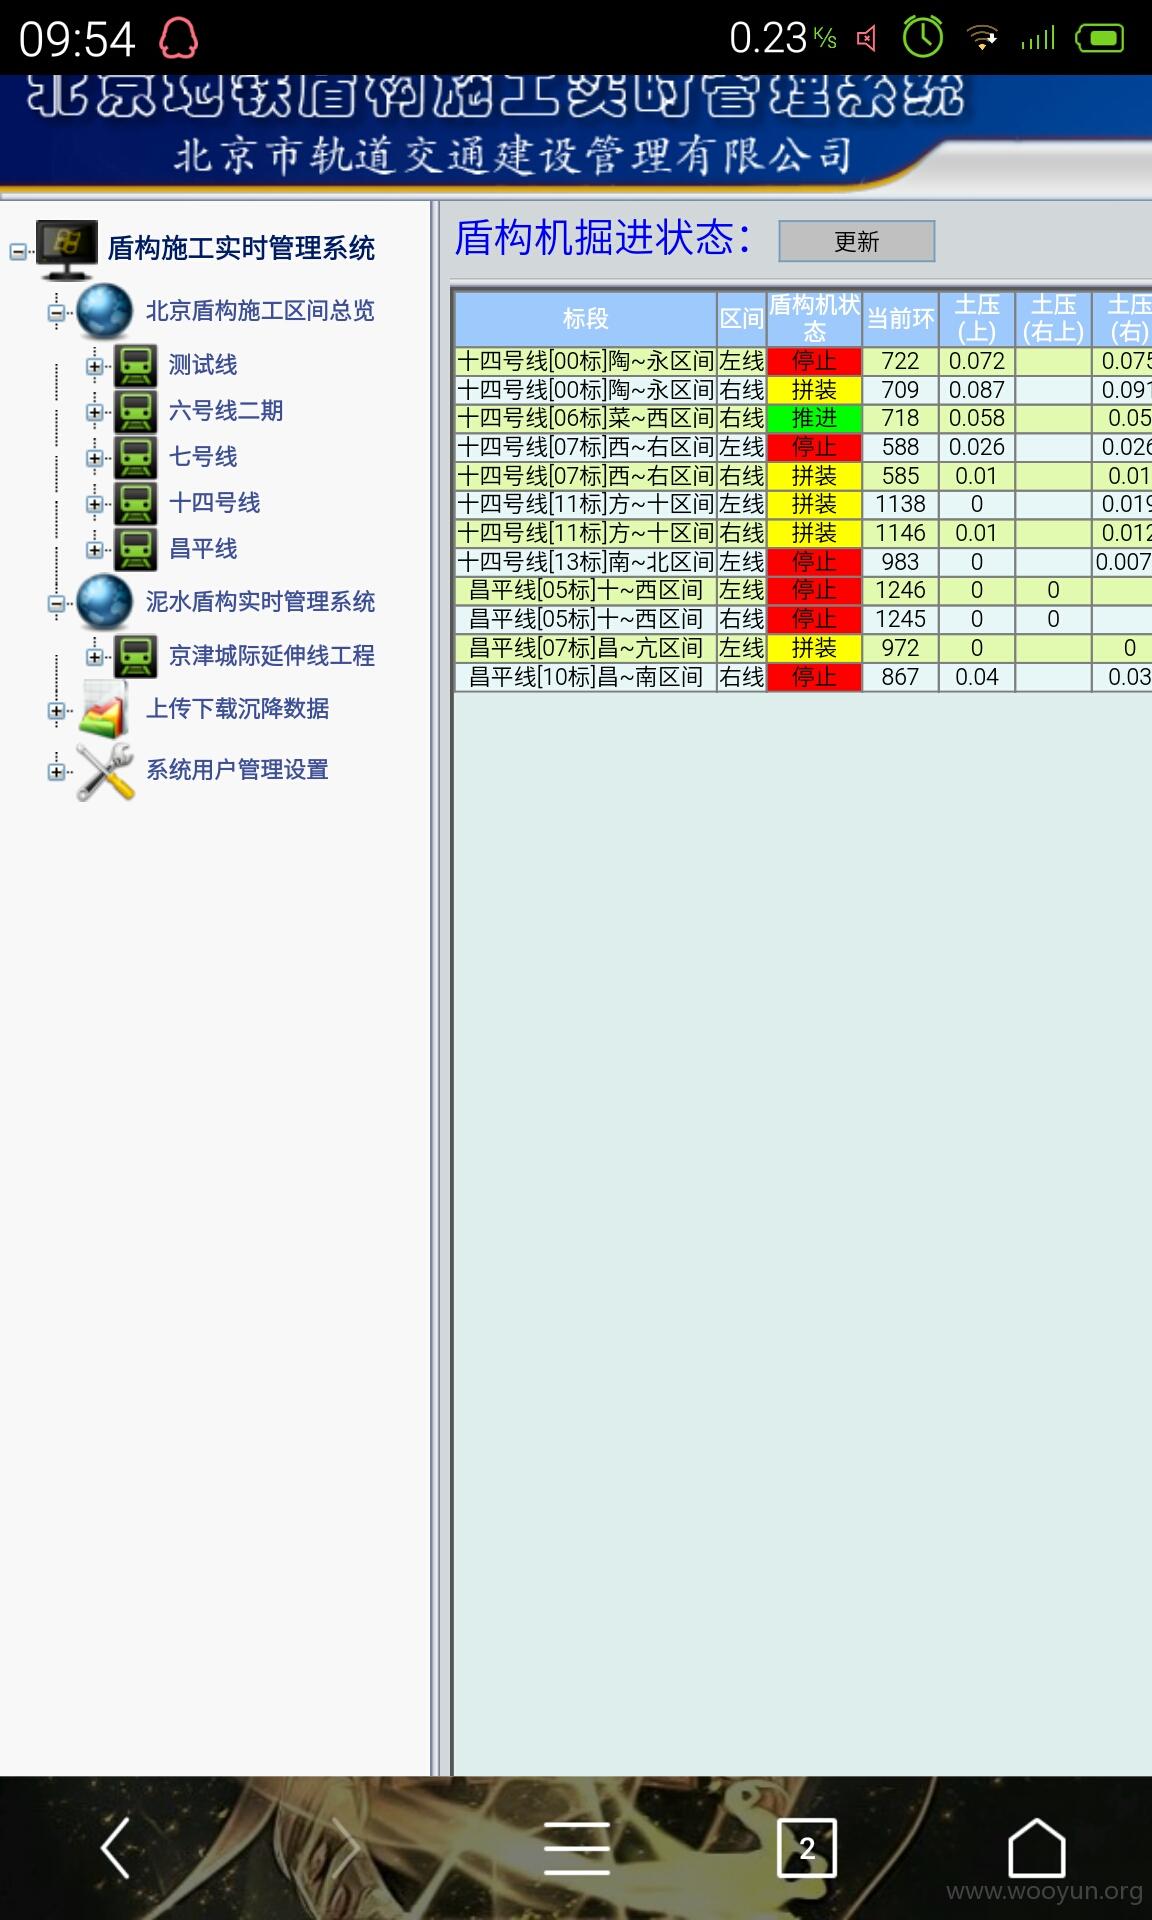 09:54
0.23 K/s
北京地铁盾构施工实时管理系统
北京市轨道交通建设管理有限公司
盾构施工实时管理系统
北京盾构施工区间总览
测试线
六号线二期
七号线
十四号线
昌平线
泥水盾构实时管理系统
京津城际延伸线工程
上传下载沉降数据
系统用户管理设置
盾构机掘进状态: 更新
标段 区间 盾构机状态 当前环 土压(上) 土压(右上) 土压(右)
十四号线[00标]陶~永区间 左线 停止 722 0.072 0.075
十四号线[00标]陶~永区间 右线 拼装 709 0.087 0.091
十四号线[06标]菜~西区间 右线 推进 718 0.058 0.05
十四号线[07标]西~右区间 左线 停止 588 0.026 0.026
十四号线[07标]西~右区间 右线 拼装 585 0.01 0.01
十四号线[11标]方~十区间 左线 拼装 1138 0 0.019
十四号线[11标]方~十区间 右线 拼装 1146 0.01 0.012
十四号线[13标]南~北区间 左线 停止 983 0 0.007
昌平线[05标]十~西区间 左线 停止 1246 0 0
昌平线[05标]十~西区间 右线 停止 1245 0 0
昌平线[07标]昌~亢区间 左线 拼装 972 0 0
昌平线[10标]昌~南区间 右线 停止 867 0.04 0.03
2
www.wooyun.org